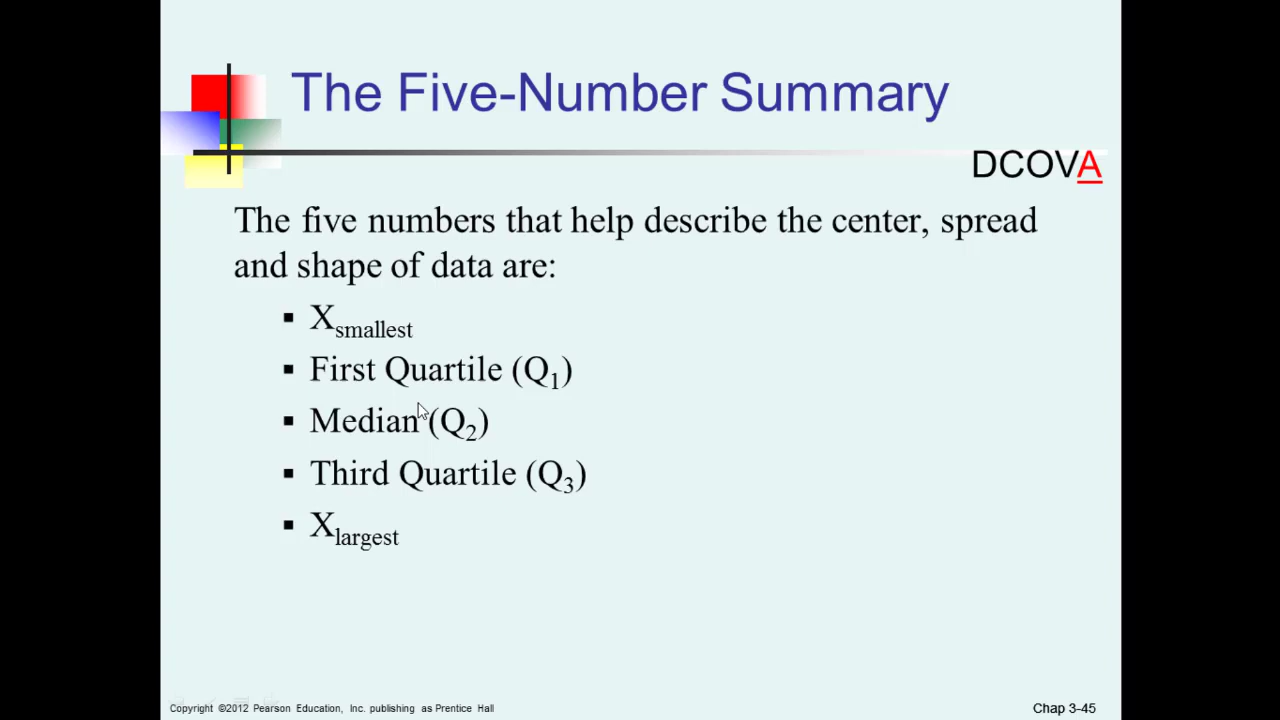 The Five-Number Summary
DCOVA
The five numbers that help describe the center, spread
and shape of data are:
▪ Xsmallest
▪ First Quartile (Q1)
▪ Median (Q2)
▪ Third Quartile (Q3)
▪ Xlargest
Copyright ©2012 Pearson Education, Inc. publishing as Prentice Hall
Chap 3-45